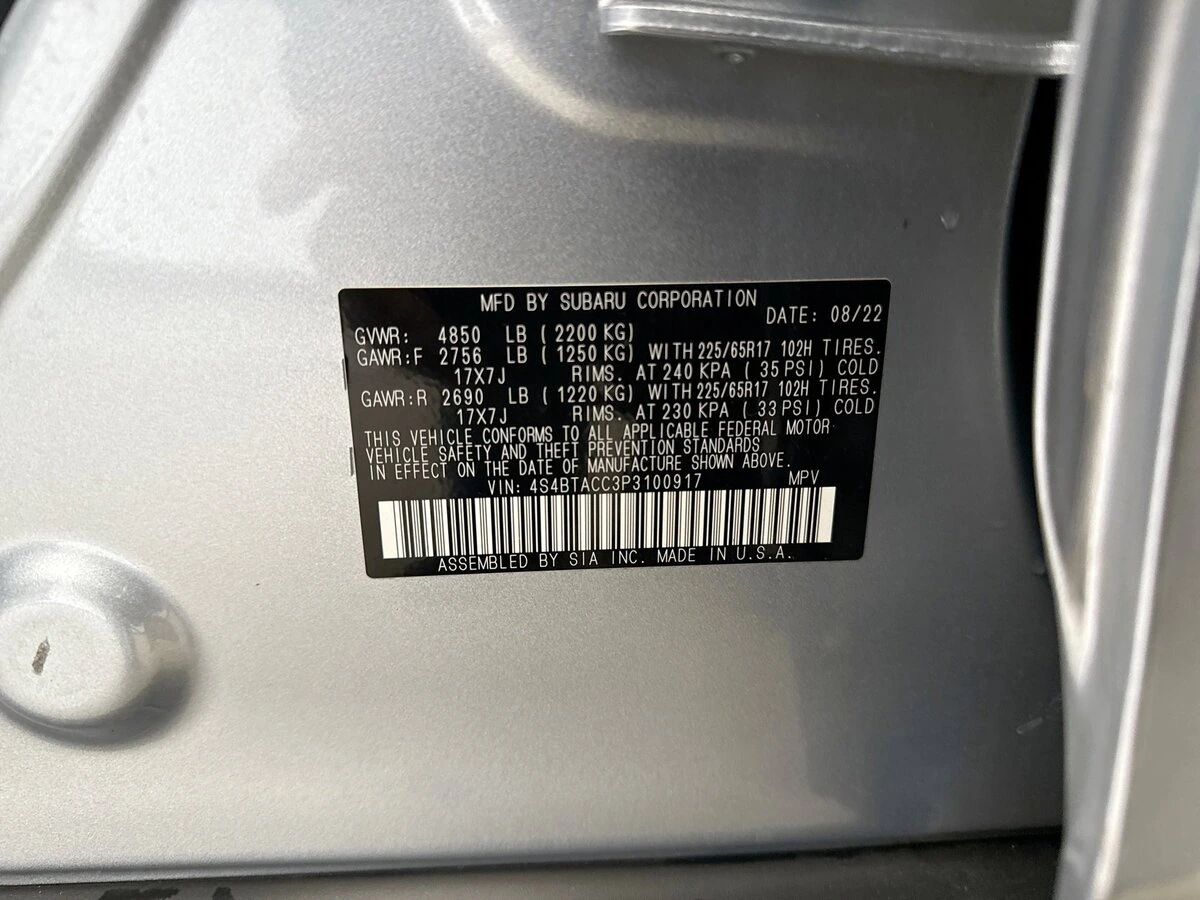 MFD BY SUBARU CORPORATION
DATE: 08/22
GVWR: 4850 LB (2200 KG)
GAWR:F 2756 LB (1250 KG) WITH 225/65R17 102H TIRES.
17X7J RIMS. AT 240 KPA (35 PSI) COLD
GAWR:R 2690 LB (1220 KG) WITH 225/65R17 102H TIRES.
17X7J RIMS. AT 230 KPA (33 PSI) COLD
THIS VEHICLE CONFORMS TO ALL APPLICABLE FEDERAL MOTOR
VEHICLE SAFETY AND THEFT PREVENTION STANDARDS
IN EFFECT ON THE DATE OF MANUFACTURE SHOWN ABOVE.
VIN: 4S4BTACC3P3100917 MPV
ASSEMBLED BY SIA INC. MADE IN U.S.A.